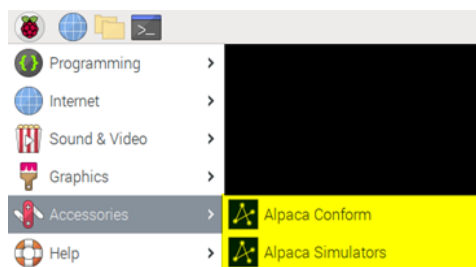 Programming
Internet
Sound & Video
Graphics
Accessories
Alpaca Conform
Help
Alpaca Simulators